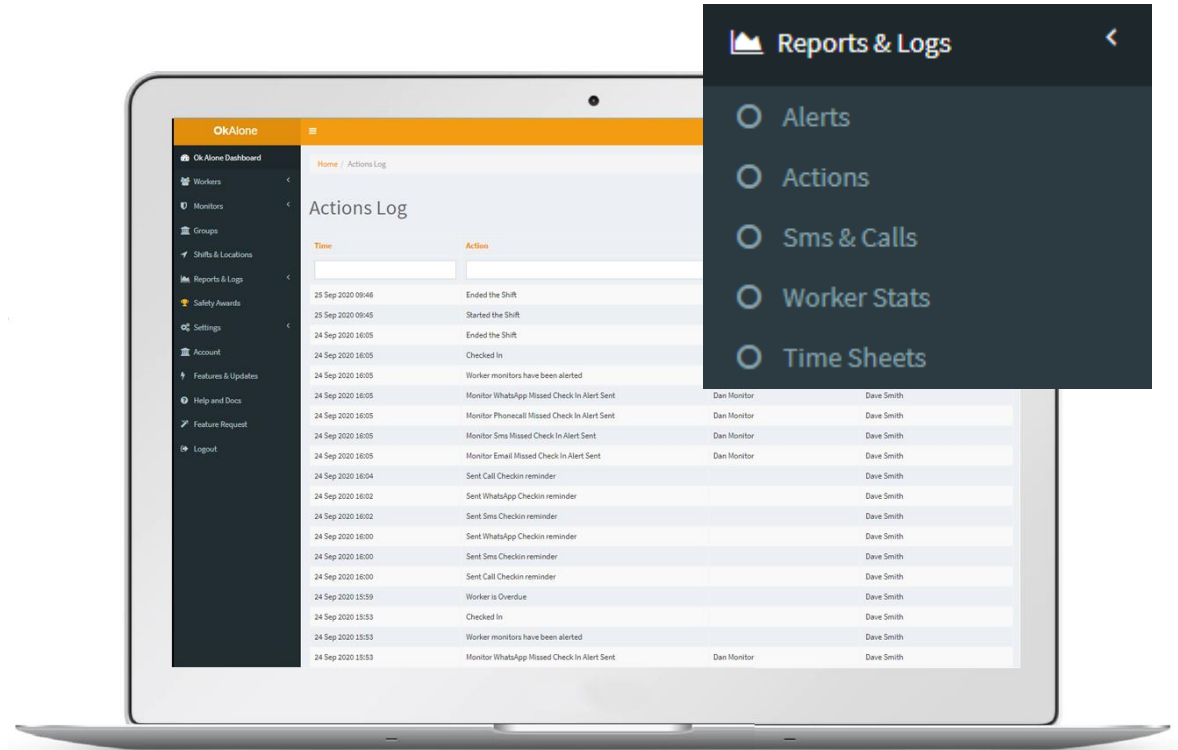 Reports & Logs
Alerts
Actions
Sms & Calls
Worker Stats
Time Sheets
OkAlone
Ok Alone Dashboard
Workers
Monitors
Groups
Shifts & Locations
Reports & Logs
Safety Awards
Settings
Account
Features & Updates
Help and Docs
Feature Request
Logout
Home / Actions Log
Actions Log
Time Action
25 Sep 2020 09:46 Ended the Shift
25 Sep 2020 09:45 Started the Shift
24 Sep 2020 16:05 Ended the Shift
24 Sep 2020 16:05 Checked In
24 Sep 2020 16:05 Worker monitors have been alerted
24 Sep 2020 16:05 Monitor WhatsApp Missed Check In Alert Sent Dan Monitor Dave Smith
24 Sep 2020 16:05 Monitor Phonecall Missed Check In Alert Sent Dan Monitor Dave Smith
24 Sep 2020 16:05 Monitor Sms Missed Check In Alert Sent Dan Monitor Dave Smith
24 Sep 2020 16:05 Monitor Email Missed Check In Alert Sent Dan Monitor Dave Smith
24 Sep 2020 16:04 Sent Call Checkin reminder Dave Smith
24 Sep 2020 16:02 Sent WhatsApp Checkin reminder Dave Smith
24 Sep 2020 16:02 Sent Sms Checkin reminder Dave Smith
24 Sep 2020 16:00 Sent WhatsApp Checkin reminder Dave Smith
24 Sep 2020 16:00 Sent Sms Checkin reminder Dave Smith
24 Sep 2020 16:00 Sent Call Checkin reminder Dave Smith
24 Sep 2020 15:59 Worker is Overdue Dave Smith
24 Sep 2020 15:53 Checked In Dave Smith
24 Sep 2020 15:53 Worker monitors have been alerted Dave Smith
24 Sep 2020 15:53 Monitor WhatsApp Missed Check In Alert Sent Dan Monitor Dave Smith